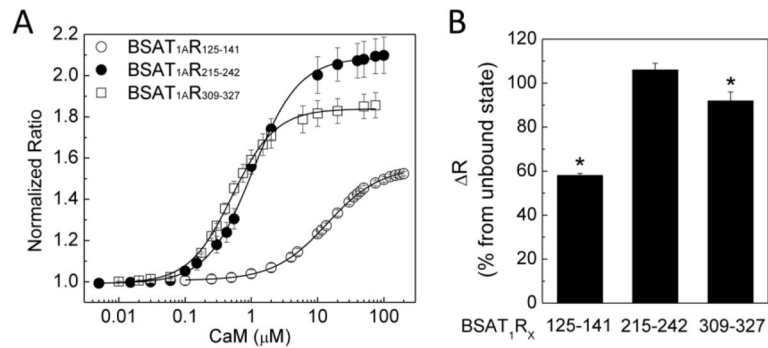 A
BSAT1AR125-141
BSAT1AR215-242
BSAT1AR309-327
2.2
2.0
1.8
1.6
1.4
1.2
1.0
Normalized Ratio
0.01 0.1 1 10 100
CaM (μM)
B
120
100
80
60
40
20
0
ΔR
(% from unbound state)
*
*
BSAT1RX 125-141 215-242 309-327